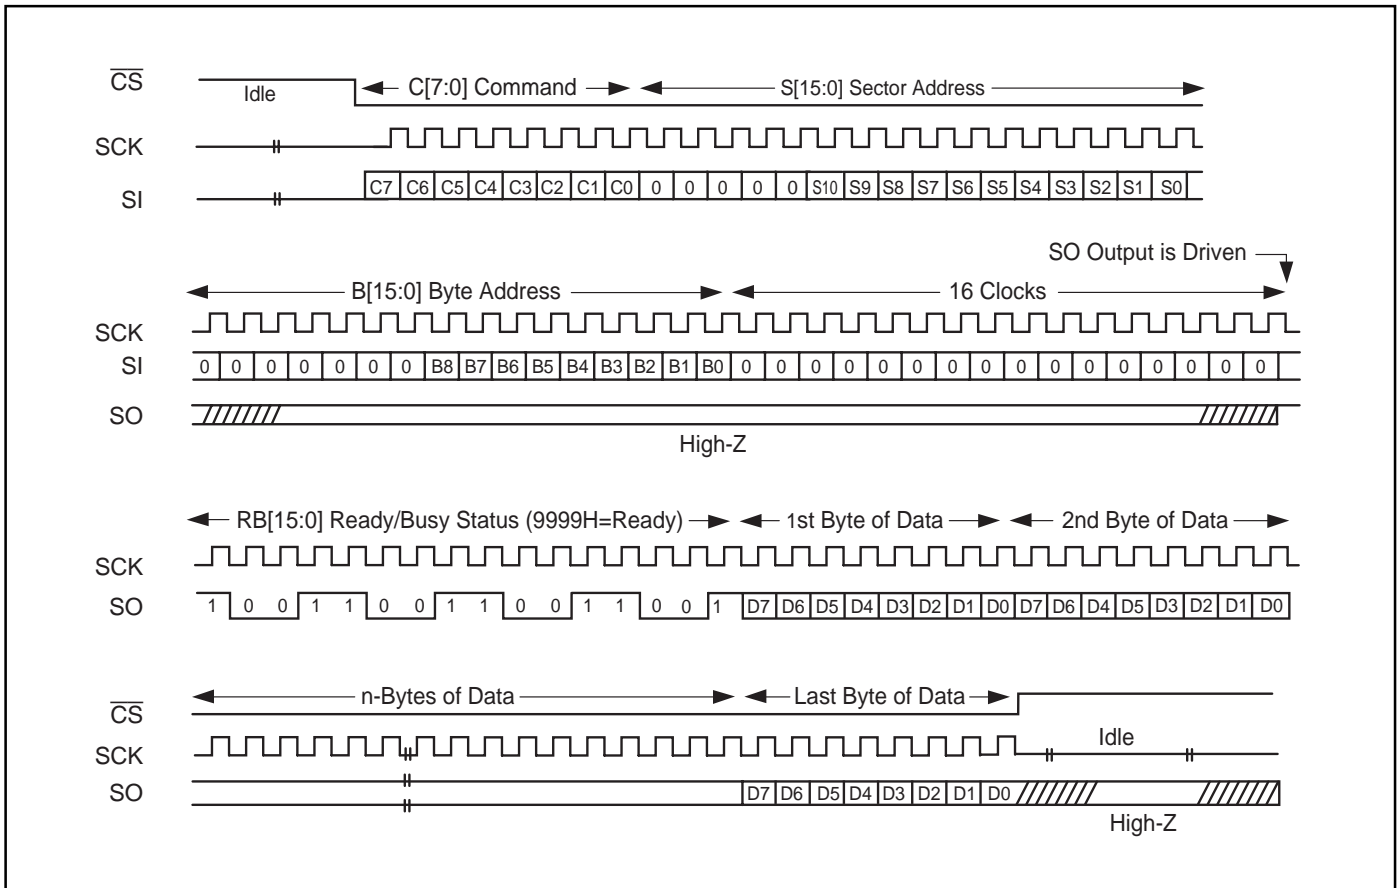 CS
Idle
C[7:0] Command
S[15:0] Sector Address
SCK
SI
C7 C6 C5 C4 C3 C2 C1 C0 0 0 0 0 0 S10 S9 S8 S7 S6 S5 S4 S3 S2 S1 S0
SO Output is Driven
B[15:0] Byte Address
16 Clocks
SCK
SI
0 0 0 0 0 0 0 B8 B7 B6 B5 B4 B3 B2 B1 B0 0 0 0 0 0 0 0 0 0 0 0 0 0 0 0 0
SO
High-Z
RB[15:0] Ready/Busy Status (9999H=Ready)
1st Byte of Data
2nd Byte of Data
SCK
SO
1 0 0 1 1 0 0 1 1 0 0 1 1 0 0 1 D7 D6 D5 D4 D3 D2 D1 D0 D7 D6 D4 D5 D3 D2 D1 D0
n-Bytes of Data
Last Byte of Data
CS
SCK
Idle
SO
D7 D6 D5 D4 D3 D2 D1 D0
High-Z